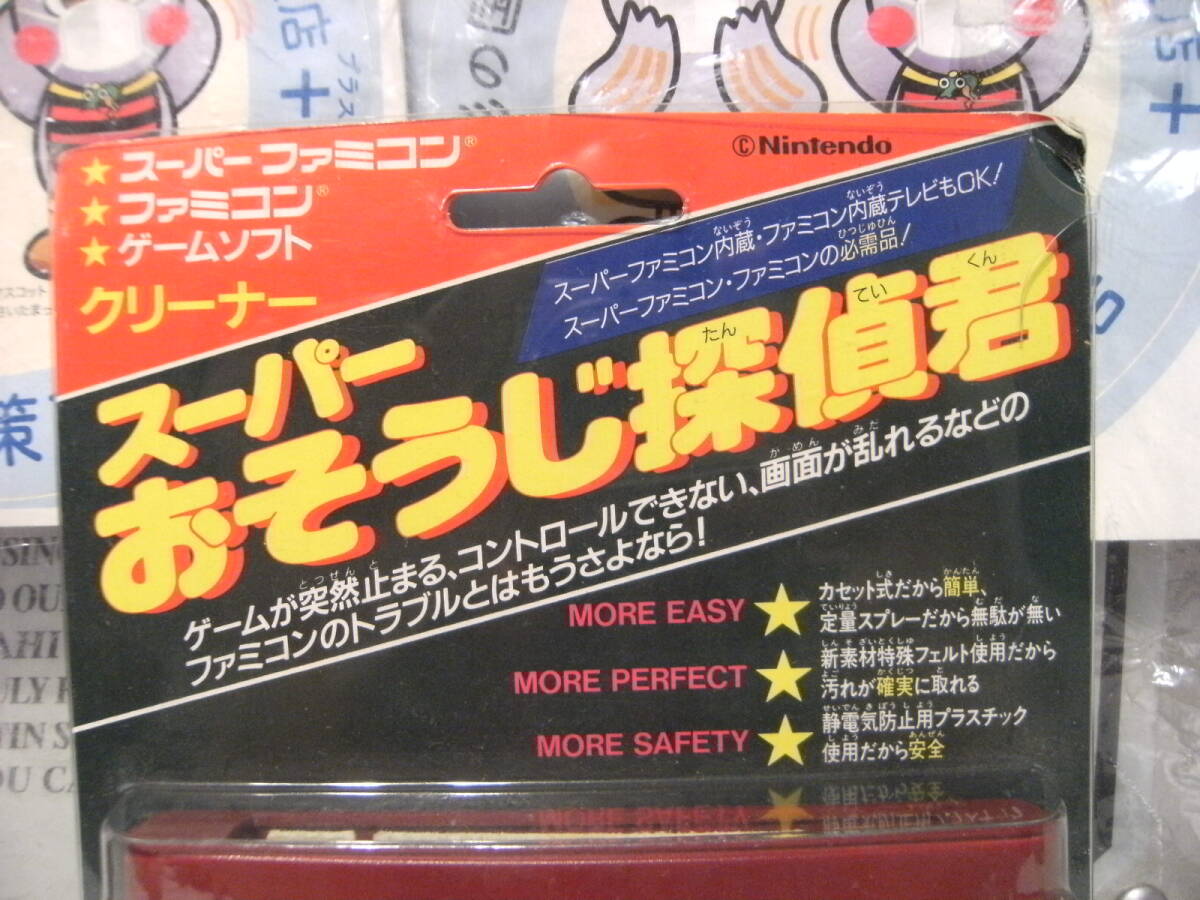 店+
プラス
店+
★スーパーファミコン®
★ファミコン®
★ゲームソフト
クリーナー
©Nintendo
スーパーファミコン内蔵・ファミコン内蔵テレビもOK!
スーパーファミコン・ファミコンの必需品!
スーパー
おそうじ探偵君
ゲームが突然止まる、コントロールできない、画面が乱れるなどの
ファミコンのトラブルとはもうさよなら!
MORE EASY ★ カセット式だから簡単、
定量スプレーだから無駄が無い
MORE PERFECT ★ 新素材特殊フェルト使用だから
汚れが確実に取れる
MORE SAFETY ★ 静電気防止用プラスチック
使用だから安全